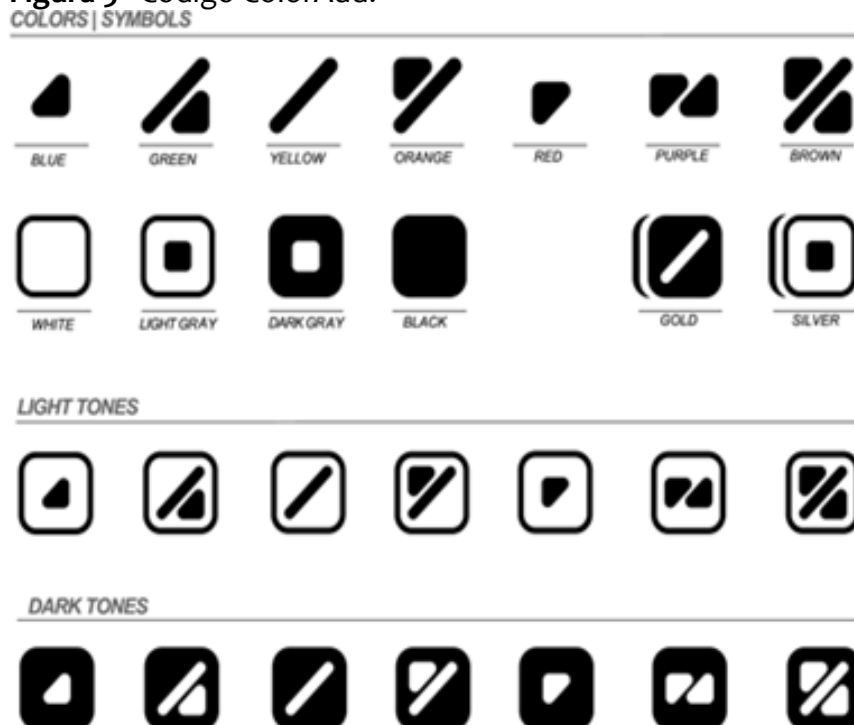 Figura 5 Código ColorAdd.
COLORS | SYMBOLS
BLUE GREEN YELLOW ORANGE RED PURPLE BROWN
WHITE LIGHT GRAY DARK GRAY BLACK GOLD SILVER
LIGHT TONES
DARK TONES